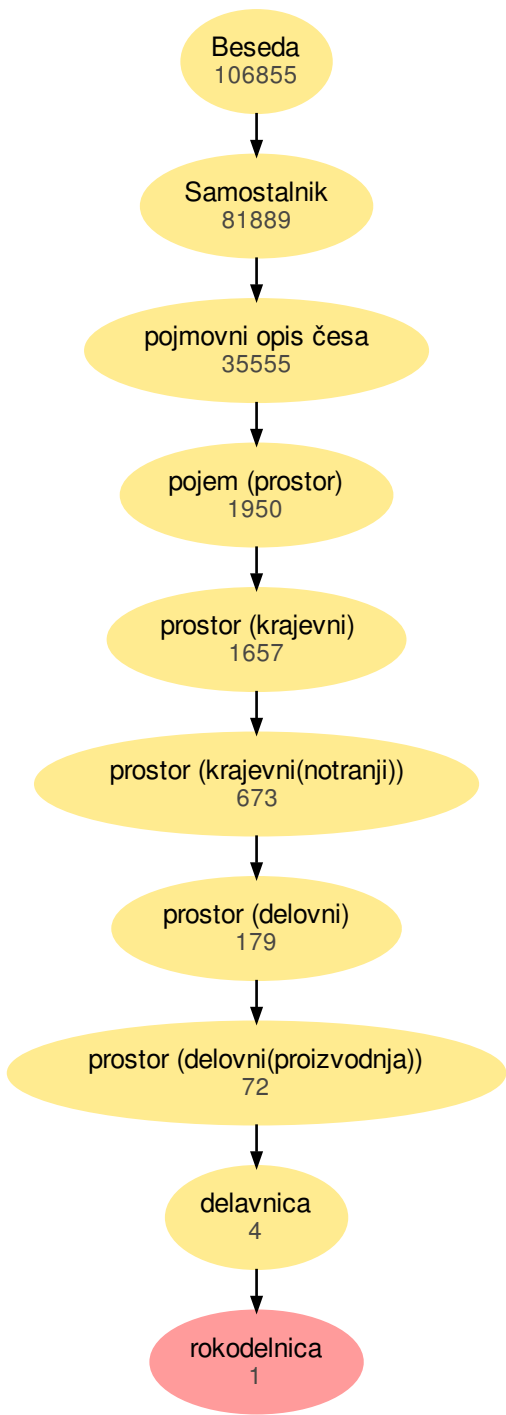 Beseda
106855
Samostalnik
81889
pojmovni opis česa
35555
pojem (prostor)
1950
prostor (krajevni)
1657
prostor (krajevni(notranji))
673
prostor (delovni)
179
prostor (delovni(proizvodnja))
72
delavnica
4
rokodelnica
1